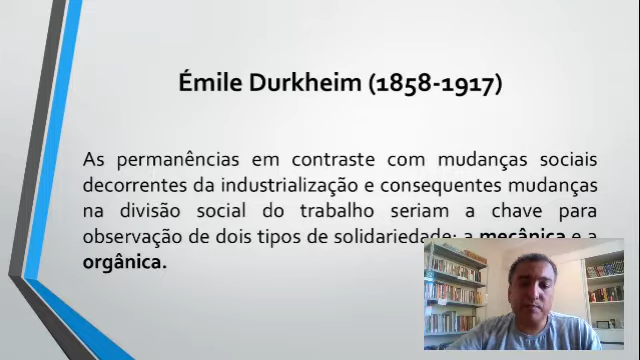 Émile Durkheim (1858-1917)
As permanências em contraste com mudanças sociais
decorrentes da industrialização e consequentes mudanças
na divisão social do trabalho seriam a chave para
observação de dois tipos de solidariedade: a mecânica e a
orgânica.